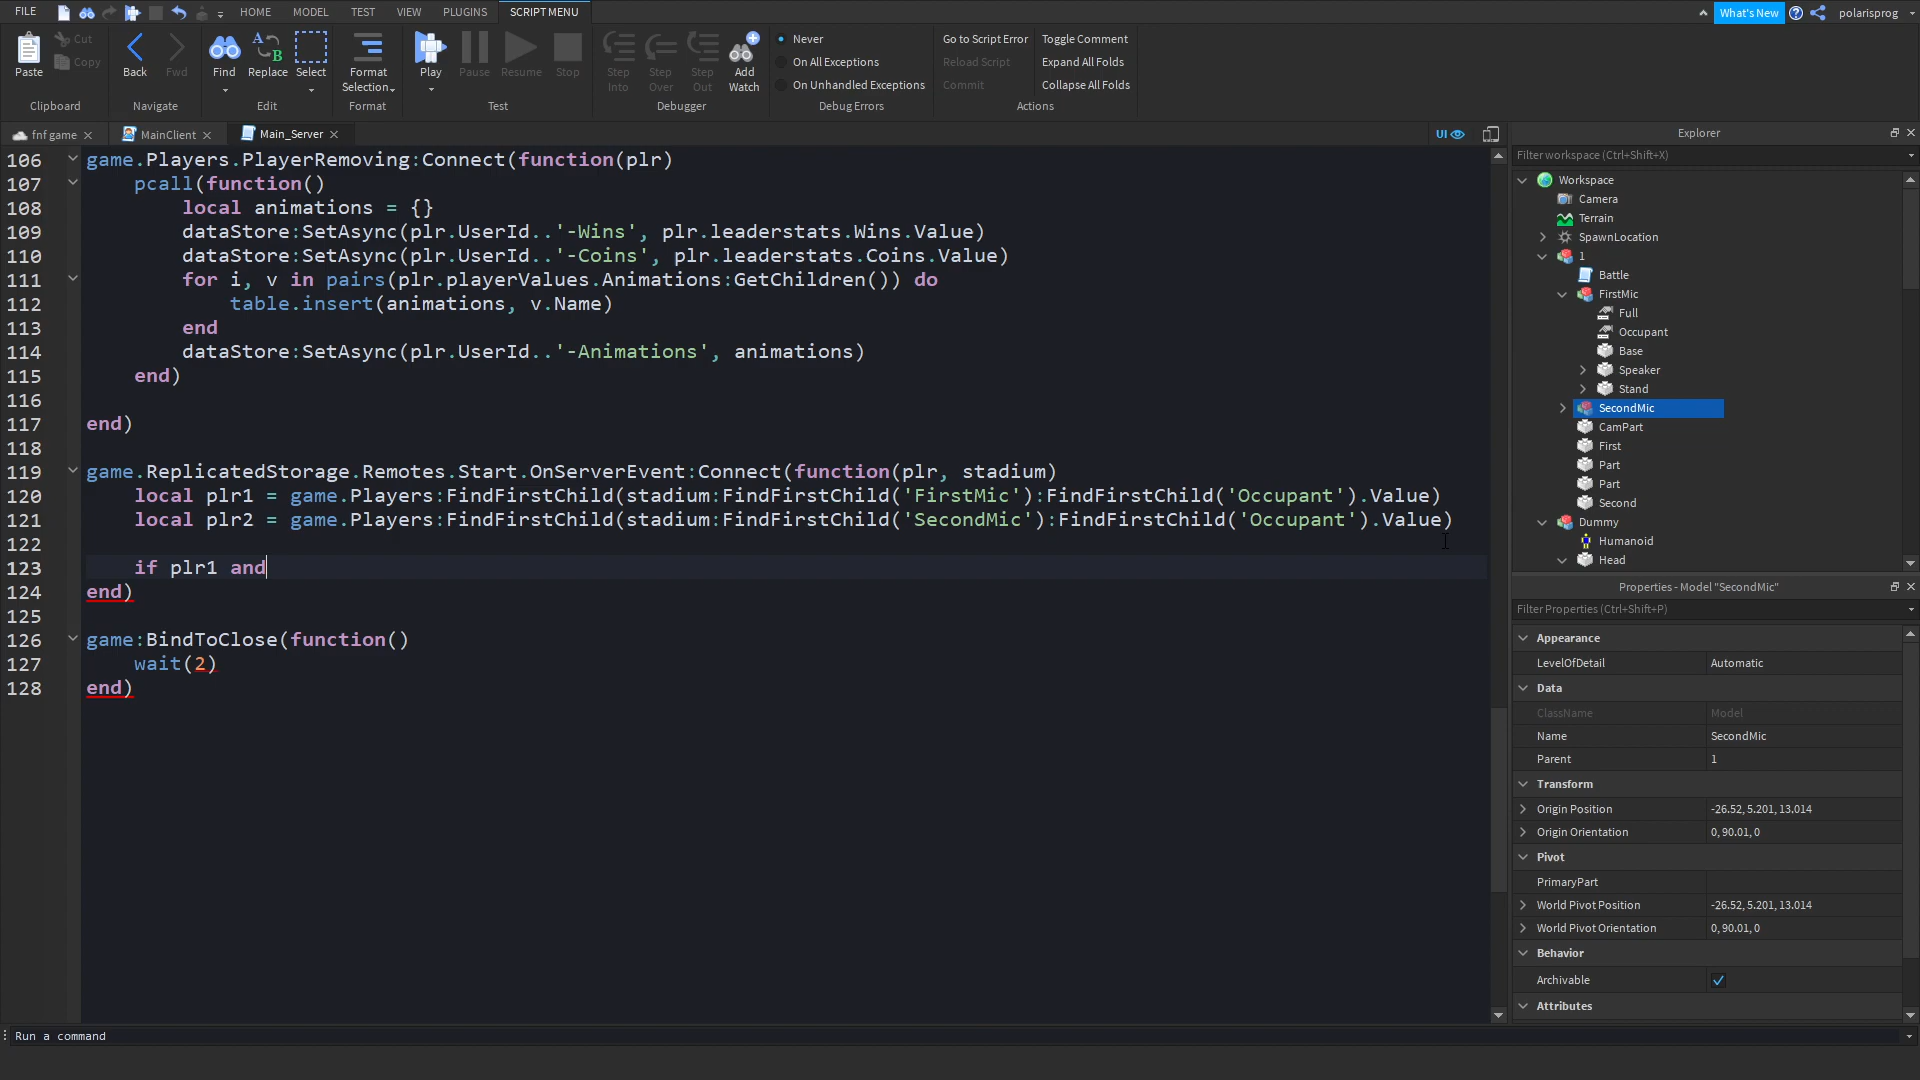 FILE HOME MODEL TEST VIEW PLUGINS SCRIPT MENU What's New polarisprog
Paste Cut Copy Back Fwd Find Replace Select Format Selection Play Pause Resume Stop Step Into Step Over Step Out Add Watch
Never
On All Exceptions
On Unhandled Exceptions
Go to Script Error Toggle Comment
Reload Script Expand All Folds
Commit Collapse All Folds
Clipboard Navigate Edit Format Test Debugger Debug Errors Actions
fnf game MainClient Main_Server UI
106 game.Players.PlayerRemoving:Connect(function(plr)
107 pcall(function()
108 local animations = {}
109 dataStore:SetAsync(plr.UserId..'-Wins', plr.leaderstats.Wins.Value)
110 dataStore:SetAsync(plr.UserId..'-Coins', plr.leaderstats.Coins.Value)
111 for i, v in pairs(plr.playerValues.Animations:GetChildren()) do
112 table.insert(animations, v.Name)
113 end
114 dataStore:SetAsync(plr.UserId..'-Animations', animations)
115 end)
116
117 end)
118
119 game.ReplicatedStorage.Remotes.Start.OnServerEvent:Connect(function(plr, stadium)
120 local plr1 = game.Players:FindFirstChild(stadium:FindFirstChild('FirstMic'):FindFirstChild('Occupant').Value)
121 local plr2 = game.Players:FindFirstChild(stadium:FindFirstChild('SecondMic'):FindFirstChild('Occupant').Value)
122
123 if plr1 and
124 end)
125
126 game:BindToClose(function()
127 wait(2)
128 end)
Explorer
Filter workspace (Ctrl+Shift+X)
Workspace
Camera
Terrain
SpawnLocation
1
Battle
FirstMic
Full
Occupant
Base
Speaker
Stand
SecondMic
CamPart
First
Part
Part
Second
Dummy
Humanoid
Head
Properties - Model "SecondMic"
Filter Properties (Ctrl+Shift+P)
Appearance
LevelOfDetail Automatic
Data
ClassName Model
Name SecondMic
Parent 1
Transform
Origin Position -26.52, 5.201, 13.014
Origin Orientation 0, 90.01, 0
Pivot
PrimaryPart
World Pivot Position -26.52, 5.201, 13.014
World Pivot Orientation 0, 90.01, 0
Behavior
Archivable
Attributes
Run a command